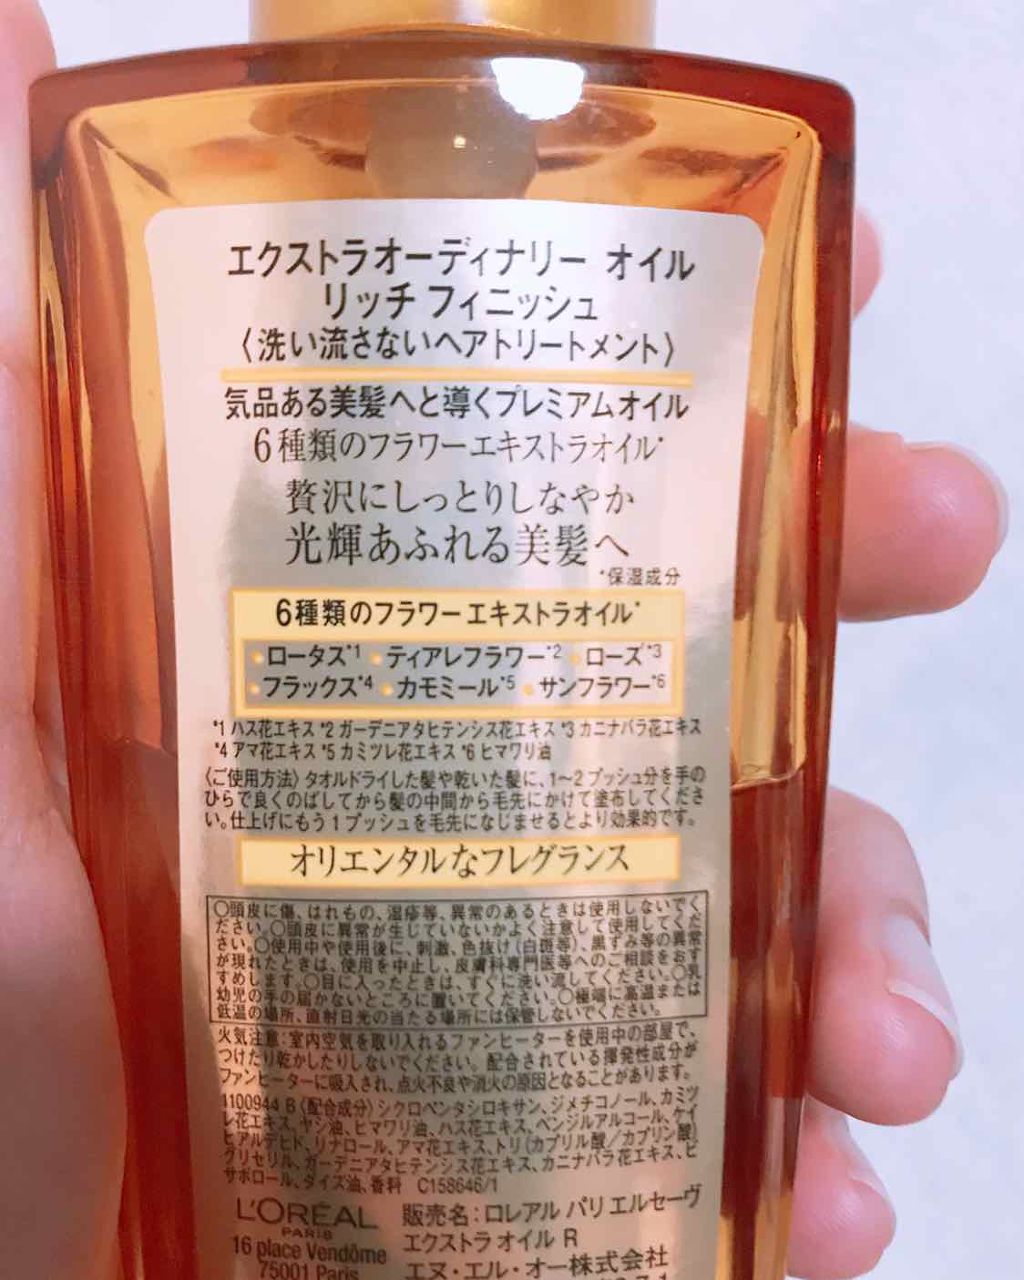 エクストラオーディナリー オイル
リッチ フィニッシュ
〈洗い流さないヘアトリートメント〉
気品ある美髪へと導くプレミアムオイル
6種類のフラワーエキストラオイル*
贅沢にしっとりしなやか
光輝あふれる美髪へ
*保湿成分
6種類のフラワーエキストラオイル*
・ロータス*1 ・ティアレフラワー*2 ・ローズ*3
・フラックス*4 ・カモミール*5 ・サンフラワー*6
*1 ハス花エキス *2 ガーデニアタヒテンシス花エキス *3 カニナバラ花エキス
*4 アマ花エキス *5 カミツレ花エキス *6 ヒマワリ油
〈ご使用方法〉タオルドライした髪や乾いた髪に、1〜2プッシュ分を手の
ひらで良くのばしてから髪の中間から毛先にかけて塗布してくださ
い。仕上げにもう1プッシュを毛先になじませるとより効果的です。
オリエンタルなフレグランス
〇頭皮に傷、はれもの、湿疹等、異常のあるときは使用しないでく
ださい。〇頭皮に異常が生じていないかよく注意して使用してくだ
さい。〇使用中や使用後に、刺激、色抜け(白斑等)、黒ずみ等の異常
が現れたときは、使用を中止し、皮膚科専門医等へのご相談をおす
すめします。〇目に入ったときは、すぐに洗い流してください。〇乳
幼児の手の届かないところに置いてください。〇極端に高温または
低温の場所、直射日光の当たる場所には保管しないでください。
火気注意:室内空気を取り入れるファンヒーターを使用中の部屋で、
つけたり乾かしたりしないでください。配合されている揮発性成分が
ファンヒーターに吸入され、点火不良や消火の原因となることがあります。
1100944 B〈配合成分〉シクロペンタシロキサン、ジメチコノール、カミツ
レ花エキス、ヤシ油、ヒマワリ油、ハス花エキス、ベンジルアルコール、ケイ
ヒアルデヒド、リナロール、アマ花エキス、トリ(カプリル酸/カプリン酸)
グリセリル、ガーデニアタヒテンシス花エキス、カニナバラ花エキス、ビ
サボロール、ダイズ油、香料 C158646/1
L'ORÉAL
PARIS
16 place Vendôme
75001 Paris
販売名:ロレアル パリ エルセーヴ
エクストラ オイル R
エヌ・エル・オー株式会社